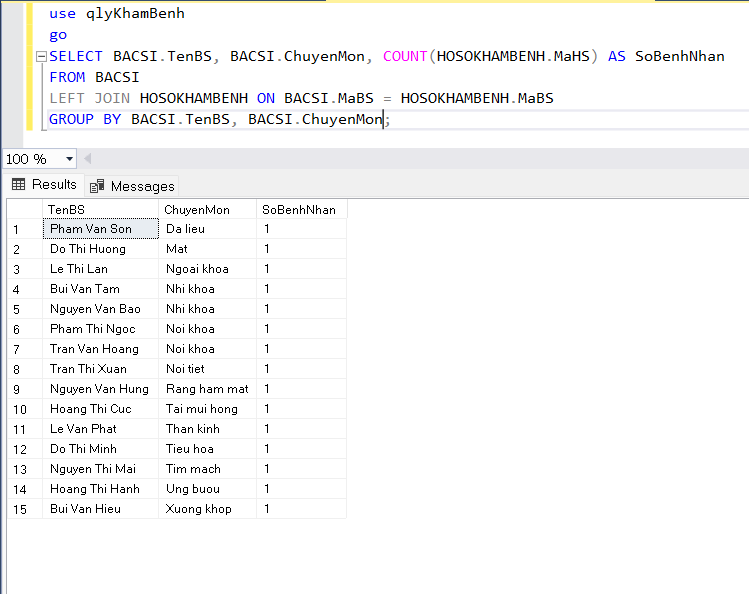 use qlyKhamBenh
go
SELECT BACSI.TenBS, BACSI.ChuyenMon, COUNT(HOSOKHAMBENH.MaHS) AS SoBenhNhan
FROM BACSI
LEFT JOIN HOSOKHAMBENH ON BACSI.MaBS = HOSOKHAMBENH.MaBS
GROUP BY BACSI.TenBS, BACSI.ChuyenMon;
100 %
Results Messages
TenBS ChuyenMon SoBenhNhan
1 Pham Van Son Da lieu 1
2 Do Thi Huong Mat 1
3 Le Thi Lan Ngoai khoa 1
4 Bui Van Tam Nhi khoa 1
5 Nguyen Van Bao Nhi khoa 1
6 Pham Thi Ngoc Noi khoa 1
7 Tran Van Hoang Noi khoa 1
8 Tran Thi Xuan Noi tiet 1
9 Nguyen Van Hung Rang ham mat 1
10 Hoang Thi Cuc Tai mui hong 1
11 Le Van Phat Than kinh 1
12 Do Thi Minh Tieu hoa 1
13 Nguyen Thi Mai Tim mach 1
14 Hoang Thi Hanh Ung buou 1
15 Bui Van Hieu Xuong khop 1